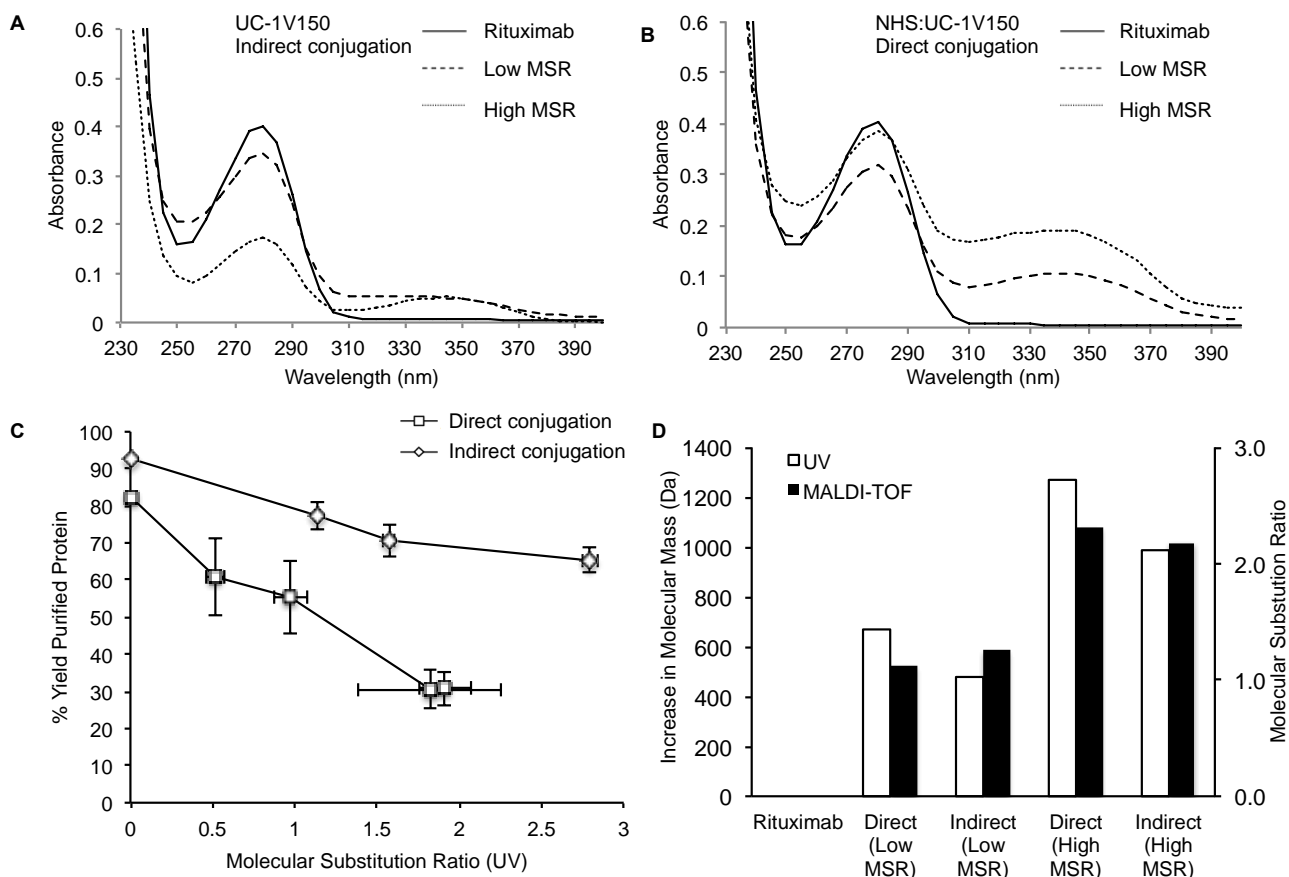 A
UC-1V150
Indirect conjugation
Rituximab
Low MSR
High MSR
0.6
0.5
0.4
0.3
0.2
0.1
0
Absorbance
230 250 270 290 310 330 350 370 390
Wavelength (nm)
B
NHS:UC-1V150
Direct conjugation
Rituximab
Low MSR
High MSR
0.6
0.5
0.4
0.3
0.2
0.1
0
Absorbance
230 250 270 290 310 330 350 370 390
Wavelength (nm)
C
Direct conjugation
Indirect conjugation
100
90
80
70
60
50
40
30
20
10
0
% Yield Purified Protein
0 0.5 1 1.5 2 2.5 3
Molecular Substitution Ratio (UV)
D
UV
MALDI-TOF
1400
1200
1000
800
600
400
200
0
Increase in Molecular Mass (Da)
3.0
2.0
1.0
0.0
Molecular Substution Ratio
Rituximab
Direct
(Low
MSR)
Indirect
(Low
MSR)
Direct
(High
MSR)
Indirect
(High
MSR)